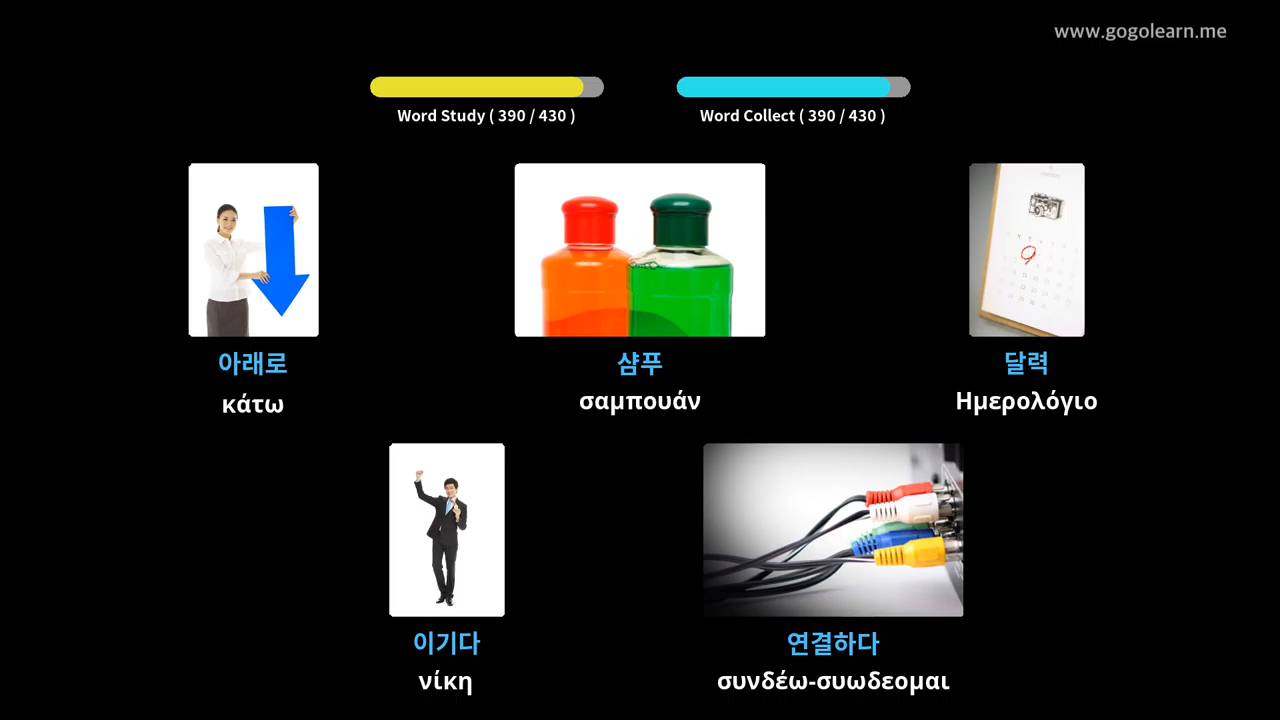 www.gogolearn.me
Word Study ( 390 / 430 )
Word Collect ( 390 / 430 )
아래로
κάτω
샴푸
σαμπουάν
달력
Ημερολόγιο
이기다
νίκη
연결하다
συνδέω-συωδεομαι